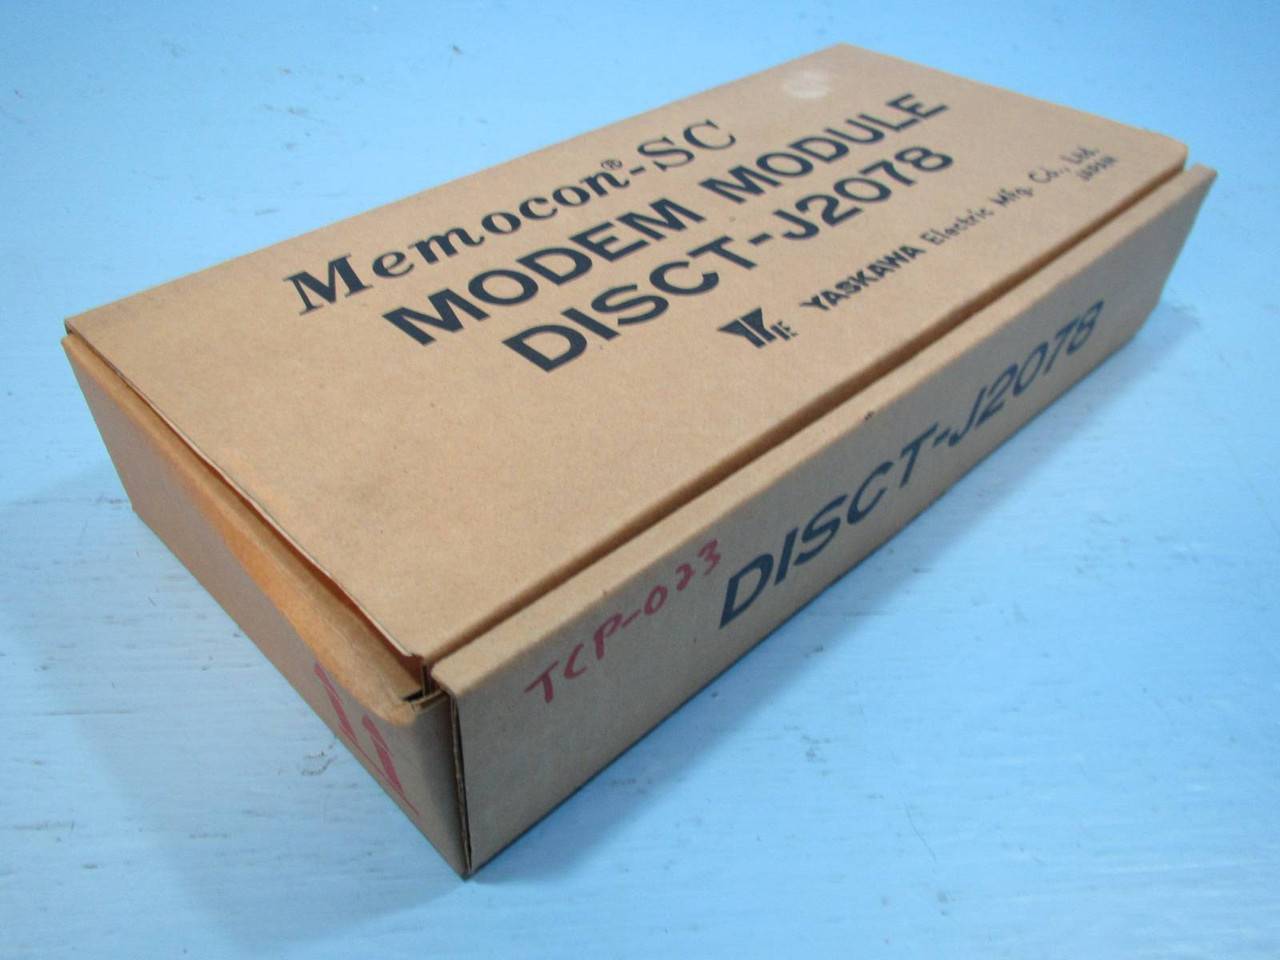 Memocon®-SC
MODEM MODULE
DISCT-J2078
YASKAWA Electric Mfg. Co., Ltd.
JAPAN
DISCT-J2078
TCP-023